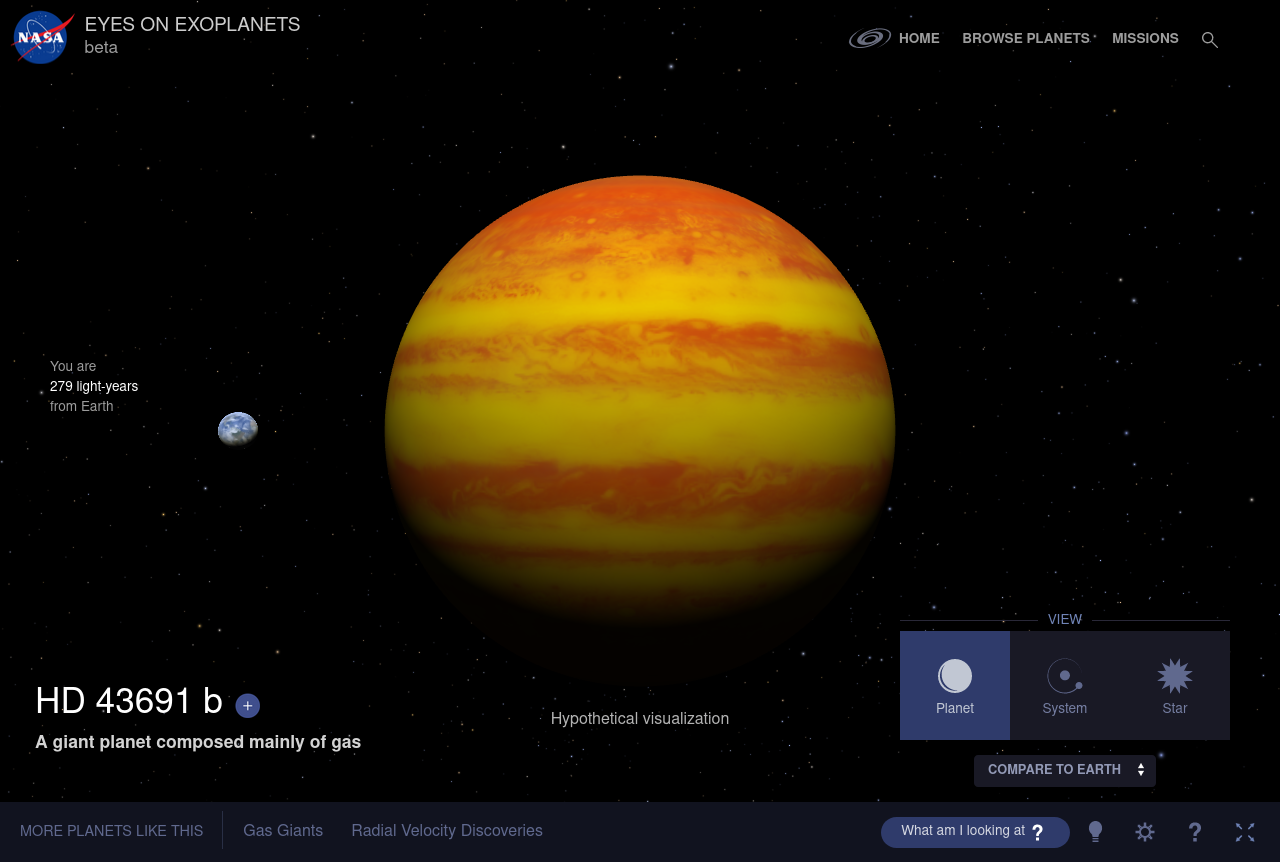 NASA
EYES ON EXOPLANETS
beta
HOME
BROWSE PLANETS
MISSIONS
You are
279 light-years
from Earth
HD 43691 b +
A giant planet composed mainly of gas
Hypothetical visualization
VIEW
Planet
System
Star
COMPARE TO EARTH
MORE PLANETS LIKE THIS
Gas Giants
Radial Velocity Discoveries
What am I looking at ?
?